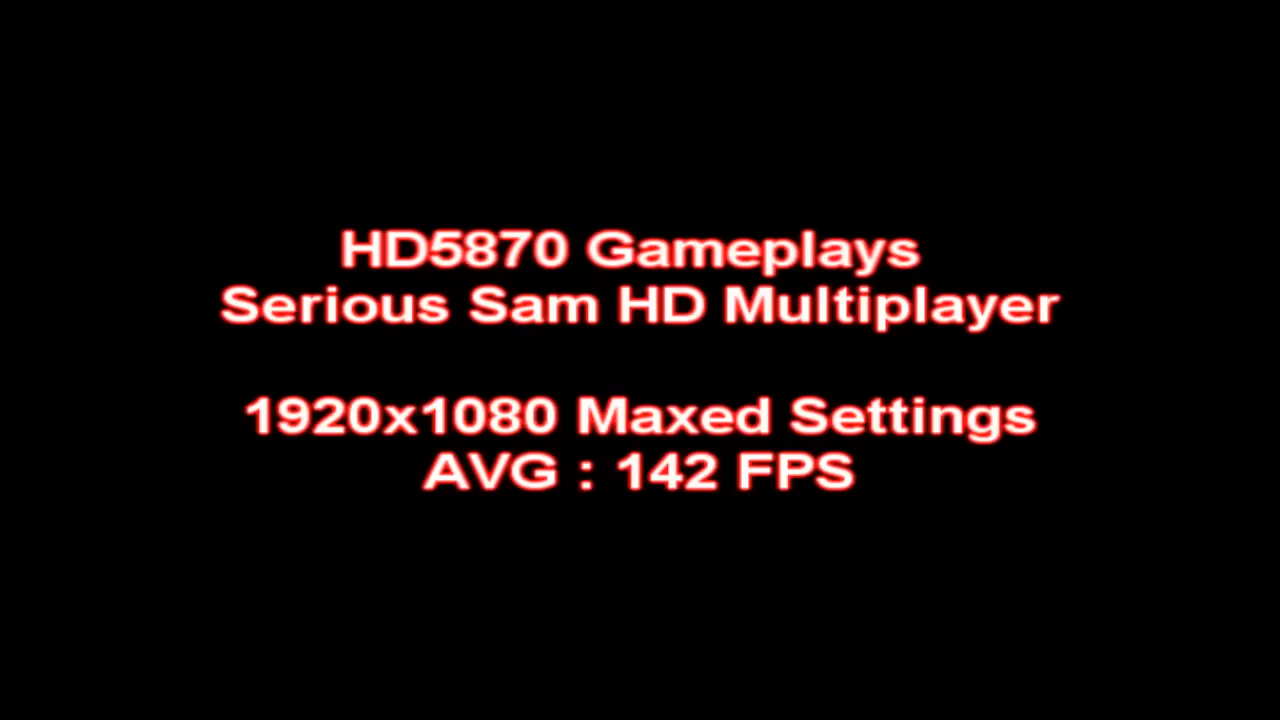 HD5870 Gameplays
Serious Sam HD Multiplayer
1920x1080 Maxed Settings
AVG : 142 FPS